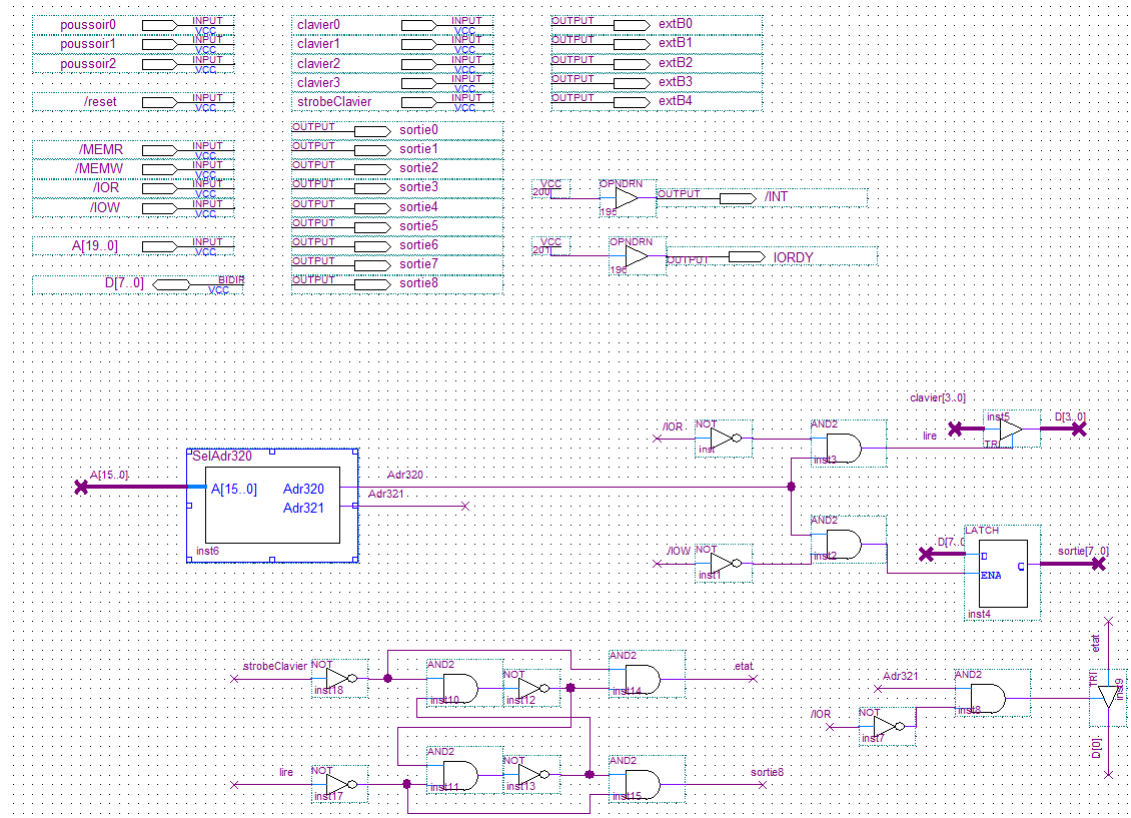 poussoir0 INPUT VCC clavier0 INPUT VCC OUTPUT extB0
poussoir1 INPUT VCC clavier1 INPUT VCC OUTPUT extB1
poussoir2 INPUT VCC clavier2 INPUT VCC OUTPUT extB2
clavier3 INPUT VCC OUTPUT extB3
/reset INPUT VCC strobeClavier INPUT VCC OUTPUT extB4
OUTPUT sortie0
/MEMR INPUT VCC OUTPUT sortie1
/MEMW INPUT VCC OUTPUT sortie2
/IOR INPUT VCC OUTPUT sortie3 VCC 200 OPNDRN 195 OUTPUT /INT
/IOW INPUT VCC OUTPUT sortie4
OUTPUT sortie5
A[19..0] INPUT VCC OUTPUT sortie6 VCC 201 OPNDRN 196 OUTPUT IORDY
OUTPUT sortie7
D[7..0] BIDIR VCC OUTPUT sortie8
clavier[3..0] inst5 D[3..0]
/IOR NOT inst AND2 inst3 lire TRI
SelAdr320
A[15..0] A[15..0] Adr320 Adr320
Adr321 Adr321
inst6
/IOW NOT inst1 AND2 inst2 D[7..0 LATCH D ENA Q inst4 sortie[7..0]
strobeClavier NOT inst18 AND2 inst10 NOT inst12 AND2 inst14 etat
Adr321 AND2 inst8 etat TRI inst9
/IOR NOT inst7 D[0]
lire NOT inst17 AND2 inst11 NOT inst13 AND2 inst15 sortie8